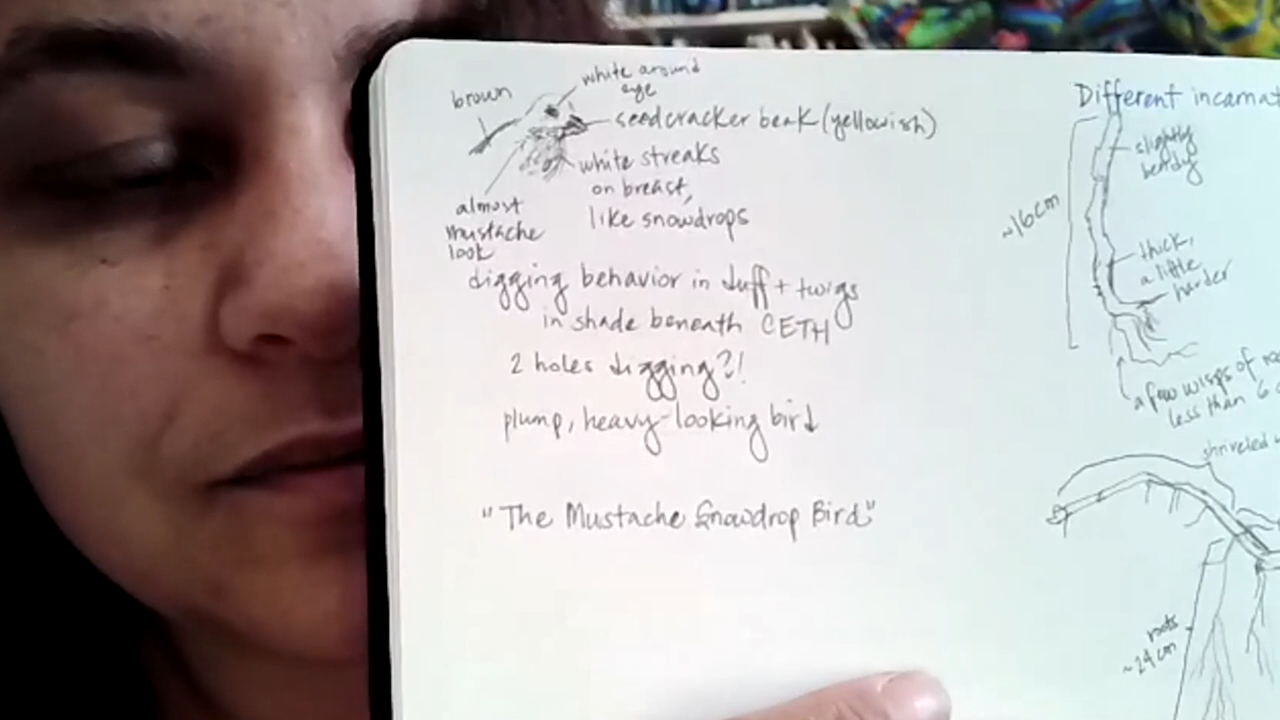 brown
white around
eye
seedcracker beak (yellowish)
white streaks
on breast,
like snowdrops
almost
mustache
look
digging behavior in duff + twigs
in shade beneath CETH
2 holes digging?!
plump, heavy-looking bird
"The Mustache Snowdrop Bird"
Different
slightly
bendy
~16cm
thick,
a little
harder
a few wisps of
less than 6
shriveled
roots
~24cm